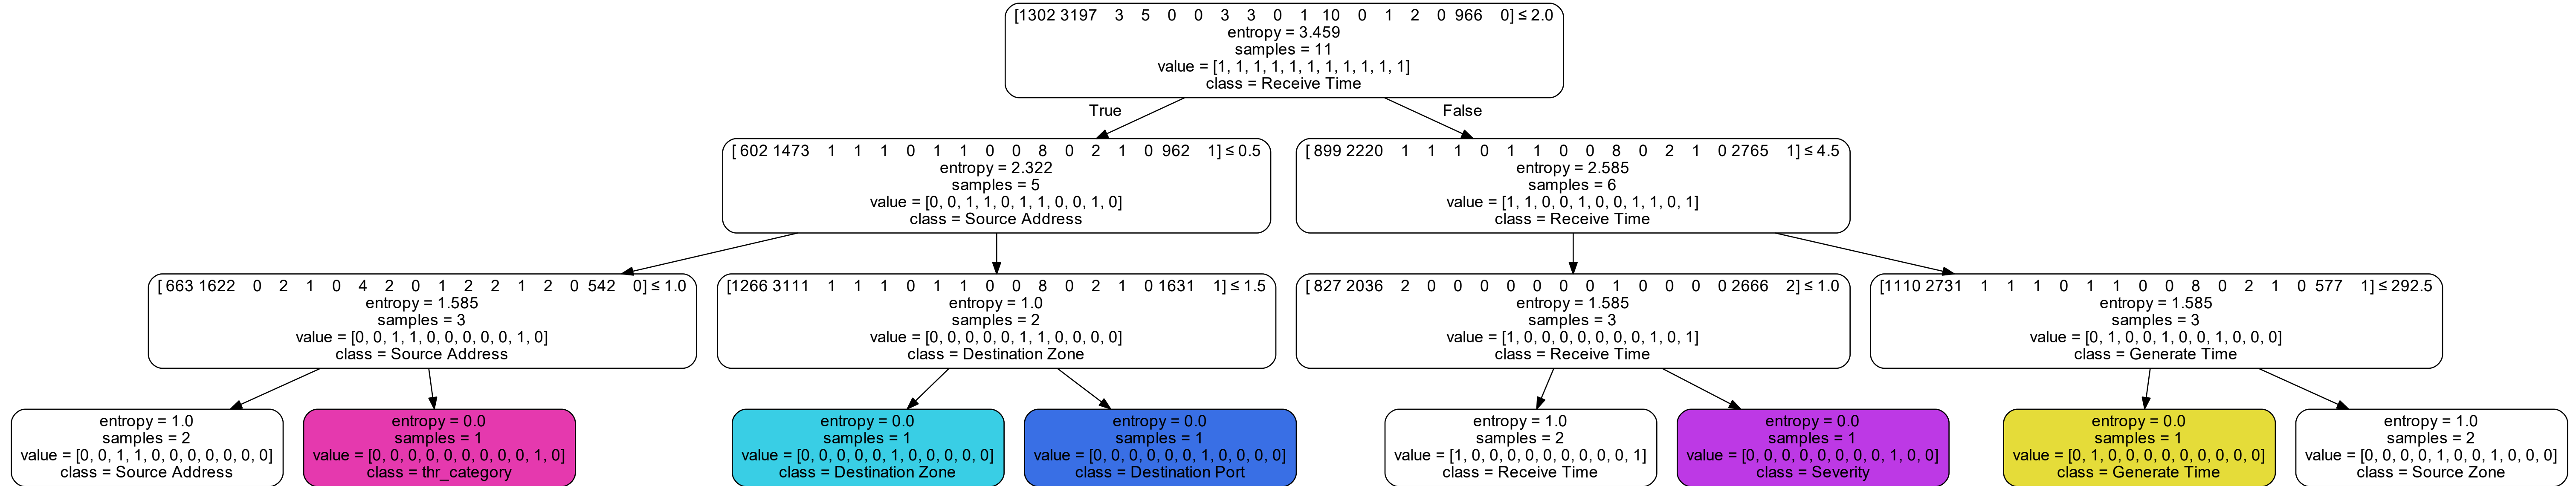 [1302 3197 3 5 0 0 3 3 0 1 10 0 1 2 0 966 0] ≤ 2.0
entropy = 3.459
samples = 11
value = [1, 1, 1, 1, 1, 1, 1, 1, 1, 1, 1]
class = Receive Time
True
False
[ 602 1473 1 1 1 0 1 1 0 0 8 0 2 1 0 962 1] ≤ 0.5
entropy = 2.322
samples = 5
value = [0, 0, 1, 1, 0, 1, 1, 0, 0, 1, 0]
class = Source Address
[ 899 2220 1 1 1 0 1 1 0 0 8 0 2 1 0 2765 1] ≤ 4.5
entropy = 2.585
samples = 6
value = [1, 1, 0, 0, 1, 0, 0, 1, 1, 0, 1]
class = Receive Time
[ 663 1622 0 2 1 0 4 2 0 1 2 2 1 2 0 542 0] ≤ 1.0
entropy = 1.585
samples = 3
value = [0, 0, 1, 1, 0, 0, 0, 0, 0, 1, 0]
class = Source Address
[1266 3111 1 1 1 0 1 1 0 0 8 0 2 1 0 1631 1] ≤ 1.5
entropy = 1.0
samples = 2
value = [0, 0, 0, 0, 0, 1, 1, 0, 0, 0, 0]
class = Destination Zone
[ 827 2036 2 0 0 0 0 0 0 0 1 0 0 0 0 2666 2] ≤ 1.0
entropy = 1.585
samples = 3
value = [1, 0, 0, 0, 0, 0, 0, 0, 1, 0, 1]
class = Receive Time
[1110 2731 1 1 1 0 1 1 0 0 8 0 2 1 0 577 1] ≤ 292.5
entropy = 1.585
samples = 3
value = [0, 1, 0, 0, 1, 0, 0, 1, 0, 0, 0]
class = Generate Time
entropy = 1.0
samples = 2
value = [0, 0, 1, 1, 0, 0, 0, 0, 0, 0, 0]
class = Source Address
entropy = 0.0
samples = 1
value = [0, 0, 0, 0, 0, 0, 0, 0, 0, 1, 0]
class = thr_category
entropy = 0.0
samples = 1
value = [0, 0, 0, 0, 0, 1, 0, 0, 0, 0, 0]
class = Destination Zone
entropy = 0.0
samples = 1
value = [0, 0, 0, 0, 0, 0, 1, 0, 0, 0, 0]
class = Destination Port
entropy = 1.0
samples = 2
value = [1, 0, 0, 0, 0, 0, 0, 0, 0, 0, 1]
class = Receive Time
entropy = 0.0
samples = 1
value = [0, 0, 0, 0, 0, 0, 0, 0, 1, 0, 0]
class = Severity
entropy = 0.0
samples = 1
value = [0, 1, 0, 0, 0, 0, 0, 0, 0, 0, 0]
class = Generate Time
entropy = 1.0
samples = 2
value = [0, 0, 0, 0, 1, 0, 0, 1, 0, 0, 0]
class = Source Zone